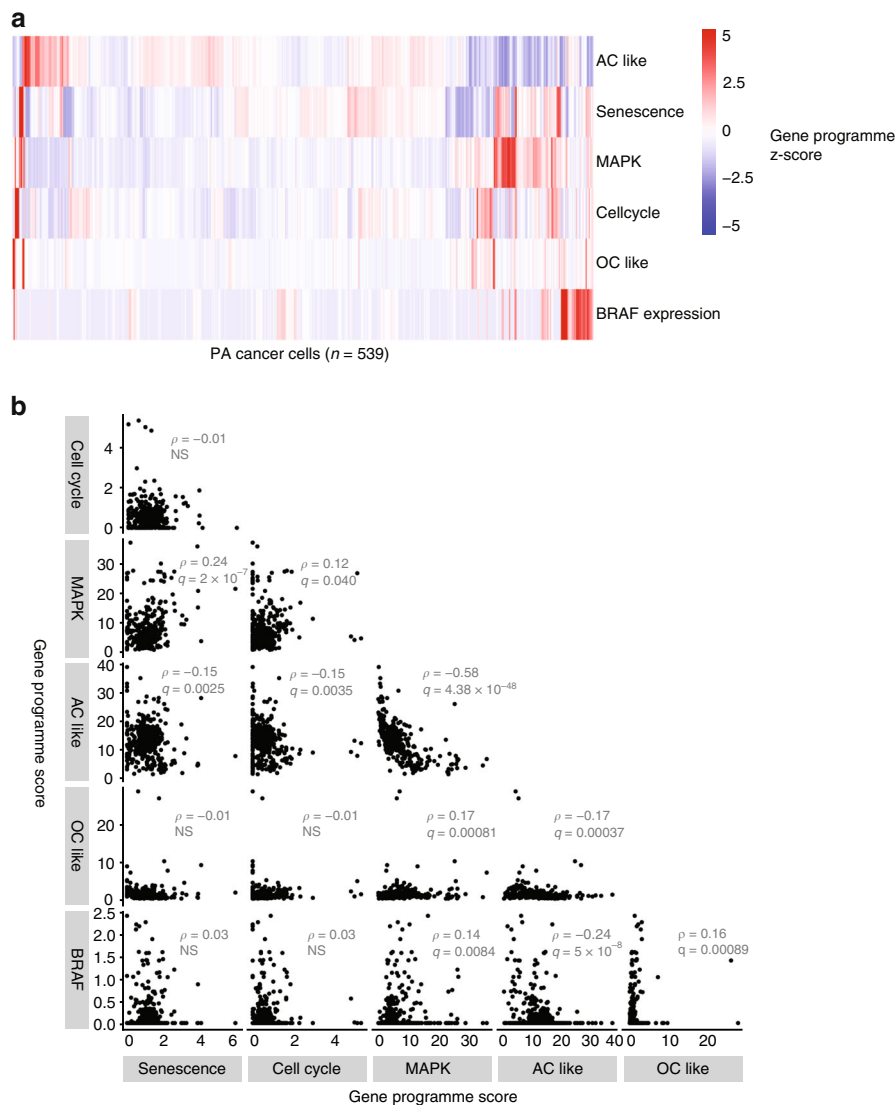 a
AC like
Senescence
MAPK
Cellcycle
OC like
BRAF expression
5
2.5
0
−2.5
−5
Gene programme
z-score
PA cancer cells (n = 539)
b
Gene programme score
Cell cycle
4
2
0
ρ = −0.01
NS
MAPK
30
20
10
0
ρ = 0.24
q = 2 × 10⁻⁷
ρ = 0.12
q = 0.040
AC like
40
30
20
10
0
ρ = −0.15
q = 0.0025
ρ = −0.15
q = 0.0035
ρ = −0.58
q = 4.38 × 10⁻⁴⁸
OC like
20
10
0
ρ = −0.01
NS
ρ = −0.01
NS
ρ = 0.17
q = 0.00081
ρ = −0.17
q = 0.00037
BRAF
2.5
2.0
1.5
1.0
0.5
0.0
ρ = 0.03
NS
ρ = 0.03
NS
ρ = 0.14
q = 0.0084
ρ = −0.24
q = 5 × 10⁻⁸
ρ = 0.16
q = 0.00089
0 2 4 6 0 2 4 0 10 20 30 0 10 20 30 40 0 10 20
Senescence Cell cycle MAPK AC like OC like
Gene programme score